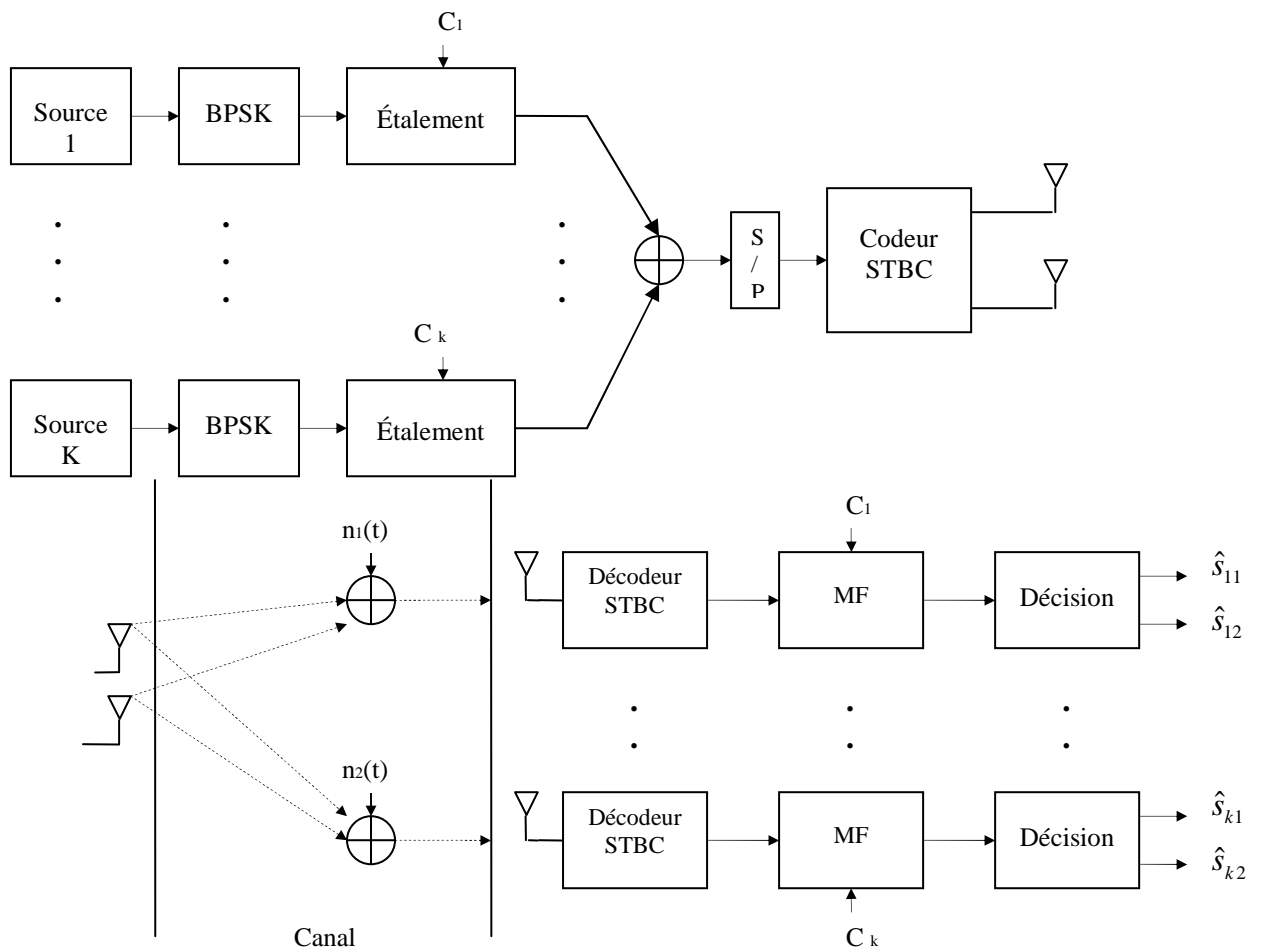 C1
Source
1
BPSK
Étalement
S
/
P
Codeur
STBC
C k
Source
K
BPSK
Étalement
n1(t)
n2(t)
Canal
C1
Décodeur
STBC
MF
Décision
ŝ11
ŝ12
Décodeur
STBC
MF
Décision
ŝk1
ŝk2
C k